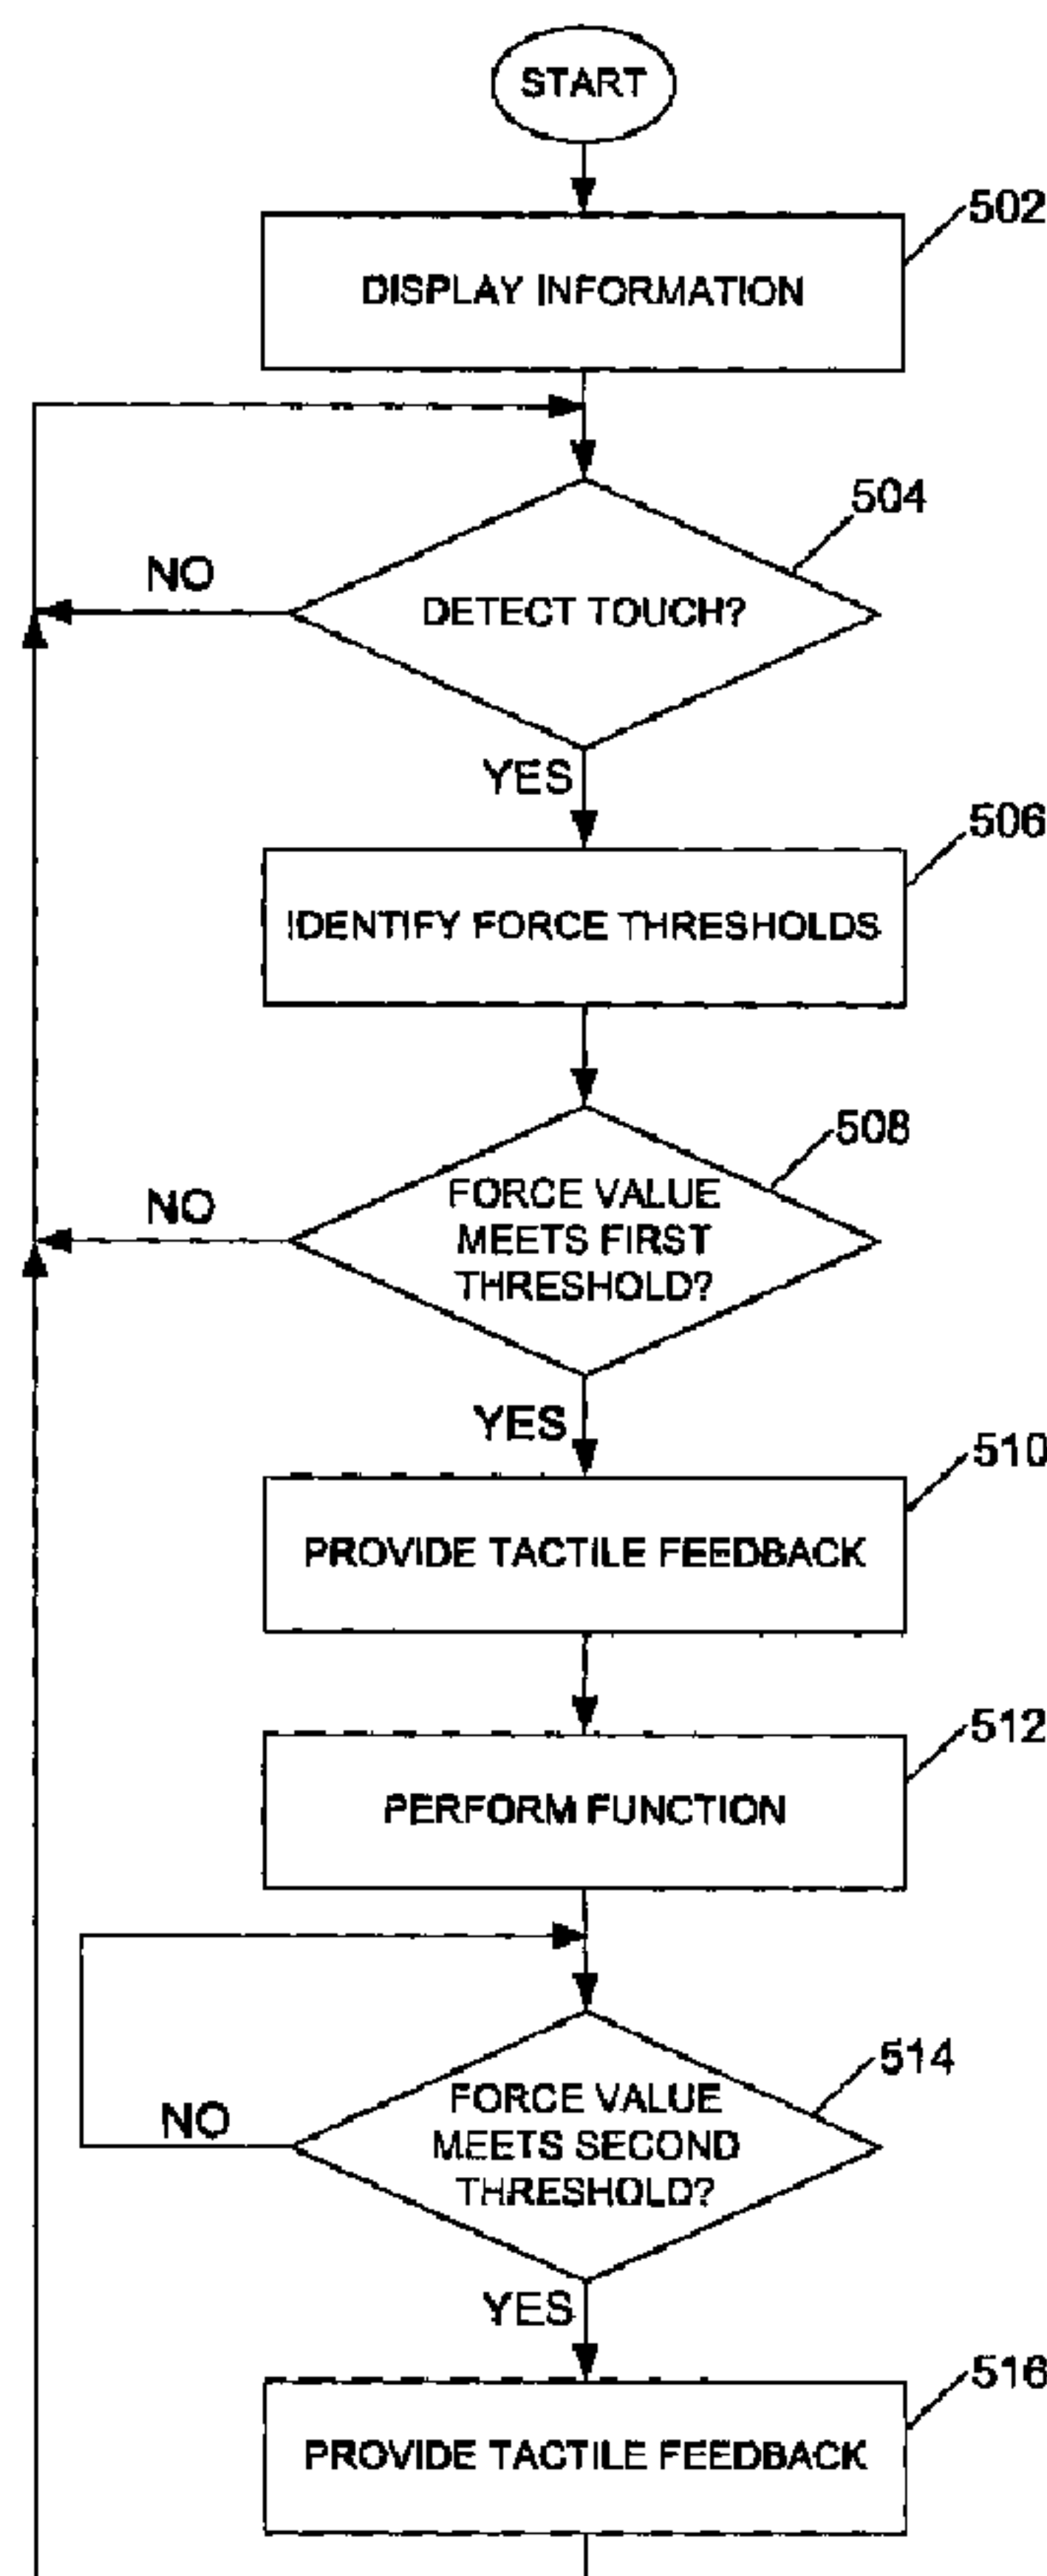 START
502
DISPLAY INFORMATION
504
NO
DETECT TOUCH?
YES
506
IDENTIFY FORCE THRESHOLDS
508
NO
FORCE VALUE
MEETS FIRST
THRESHOLD?
YES
510
PROVIDE TACTILE FEEDBACK
512
PERFORM FUNCTION
514
NO
FORCE VALUE
MEETS SECOND
THRESHOLD?
YES
516
PROVIDE TACTILE FEEDBACK